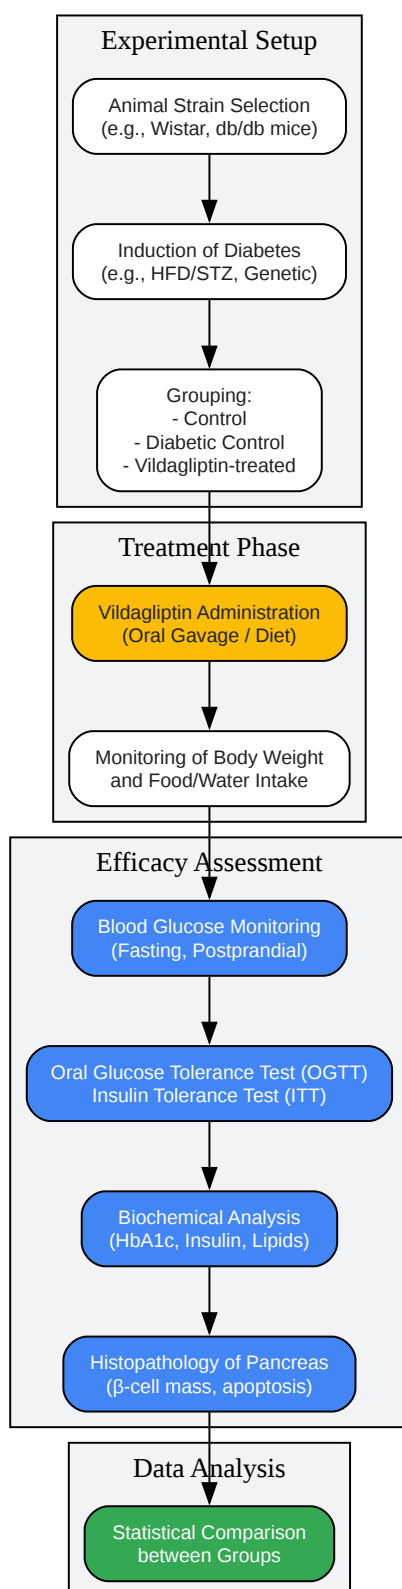 Experimental Setup
Animal Strain Selection
(e.g., Wistar, db/db mice)
Induction of Diabetes
(e.g., HFD/STZ, Genetic)
Grouping:
- Control
- Diabetic Control
- Vildagliptin-treated
Treatment Phase
Vildagliptin Administration
(Oral Gavage / Diet)
Monitoring of Body Weight
and Food/Water Intake
Efficacy Assessment
Blood Glucose Monitoring
(Fasting, Postprandial)
Oral Glucose Tolerance Test (OGTT)
Insulin Tolerance Test (ITT)
Biochemical Analysis
(HbA1c, Insulin, Lipids)
Histopathology of Pancreas
(β-cell mass, apoptosis)
Data Analysis
Statistical Comparison
between Groups